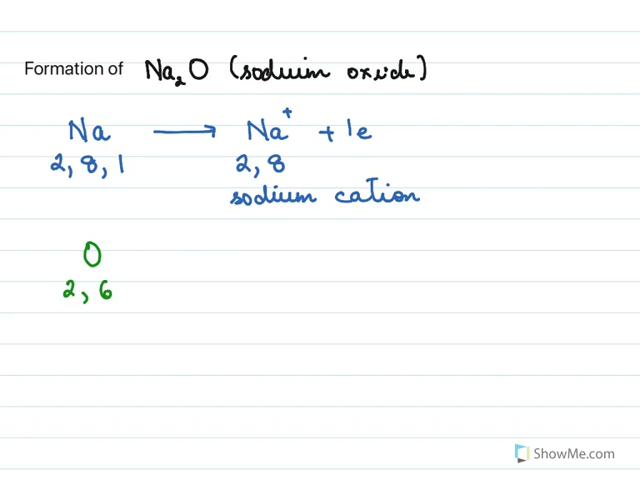 Formation of Na₂O (sodium oxide)
Na ⟶ Na⁺ + 1e
2, 8, 1 2, 8
sodium cation
O
2, 6
ShowMe.com